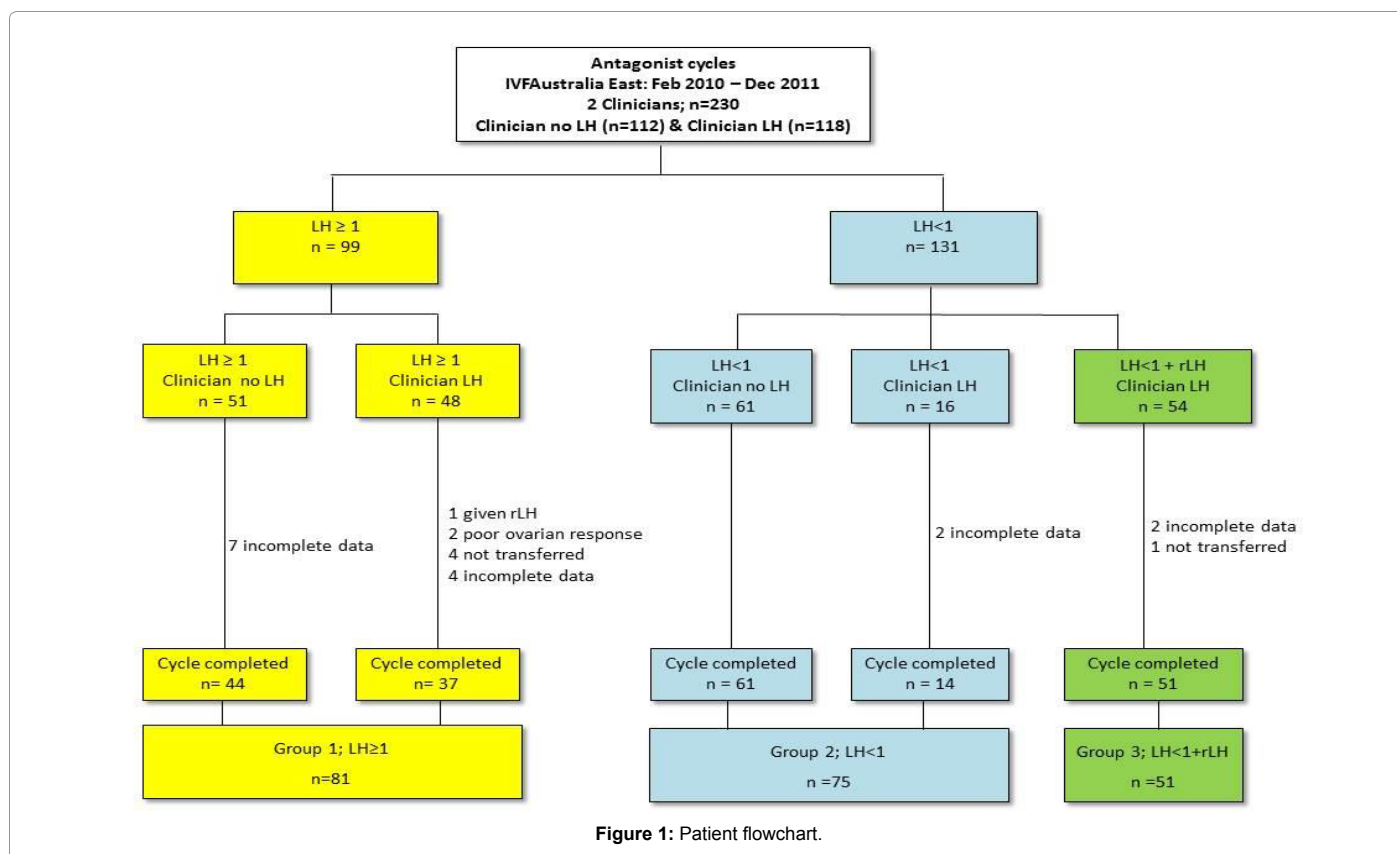 Antagonist cycles
IVFAustralia East: Feb 2010 – Dec 2011
2 Clinicians; n=230
Clinician no LH (n=112) & Clinician LH (n=118)
LH ≥ 1
n = 99
LH<1
n= 131
LH ≥ 1
Clinician no LH
n = 51
LH ≥ 1
Clinician LH
n = 48
LH<1
Clinician no LH
n = 61
LH<1
Clinician LH
n = 16
LH<1 + rLH
Clinician LH
n = 54
7 incomplete data
1 given rLH
2 poor ovarian response
4 not transferred
4 incomplete data
2 incomplete data
2 incomplete data
1 not transferred
Cycle completed
n= 44
Cycle completed
n= 37
Cycle completed
n = 61
Cycle completed
n = 14
Cycle completed
n = 51
Group 1; LH≥1
n=81
Group 2; LH<1
n =75
Group 3; LH<1+rLH
n =51
Figure 1: Patient flowchart.